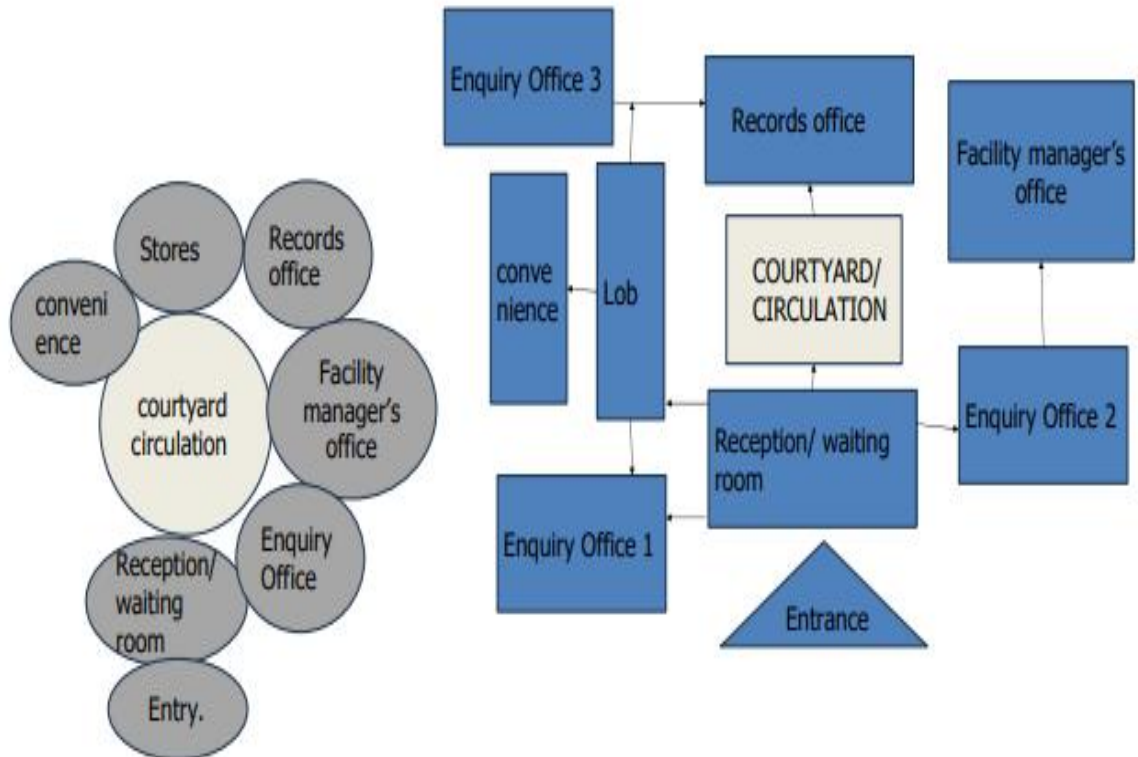 Stores
Records
office
conveni
ence
courtyard
circulation
Facility
manager's
office
Enquiry
Office
Reception/
waiting
room
Entry.
Enquiry Office 3
Records office
Facility manager's
office
conve
nience
Lob
COURTYARD/
CIRCULATION
Reception/ waiting
room
Enquiry Office 2
Enquiry Office 1
Entrance